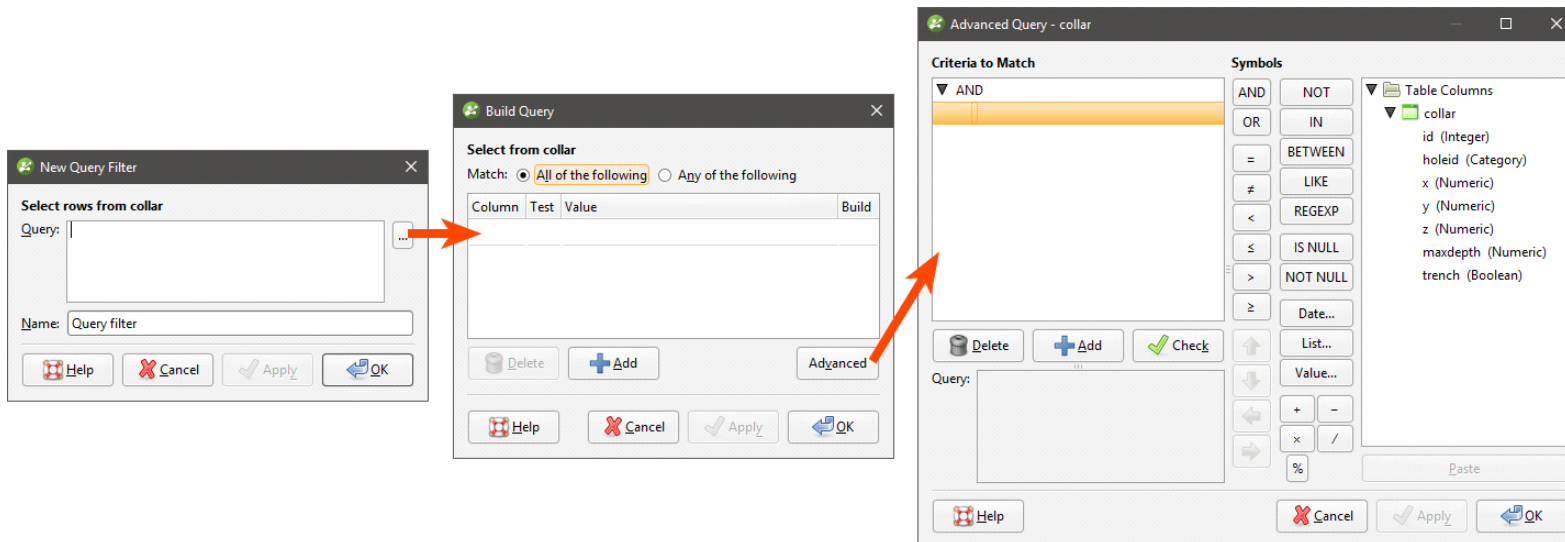 New Query Filter
Select rows from collar
Query:
...
Name: Query filter
Help Cancel Apply OK
Build Query
Select from collar
Match: All of the following Any of the following
Column Test Value Build
Delete Add Advanced
Help Cancel Apply OK
Advanced Query - collar
Criteria to Match
AND
Delete Add Check
Query:
Symbols
AND NOT
OR IN
= BETWEEN
≠ LIKE
< REGEXP
≤ IS NULL
> NOT NULL
≥ Date...
List...
Value...
+ -
× /
%
Table Columns
collar
id (Integer)
holeid (Category)
x (Numeric)
y (Numeric)
z (Numeric)
maxdepth (Numeric)
trench (Boolean)
Paste
Help Cancel Apply OK